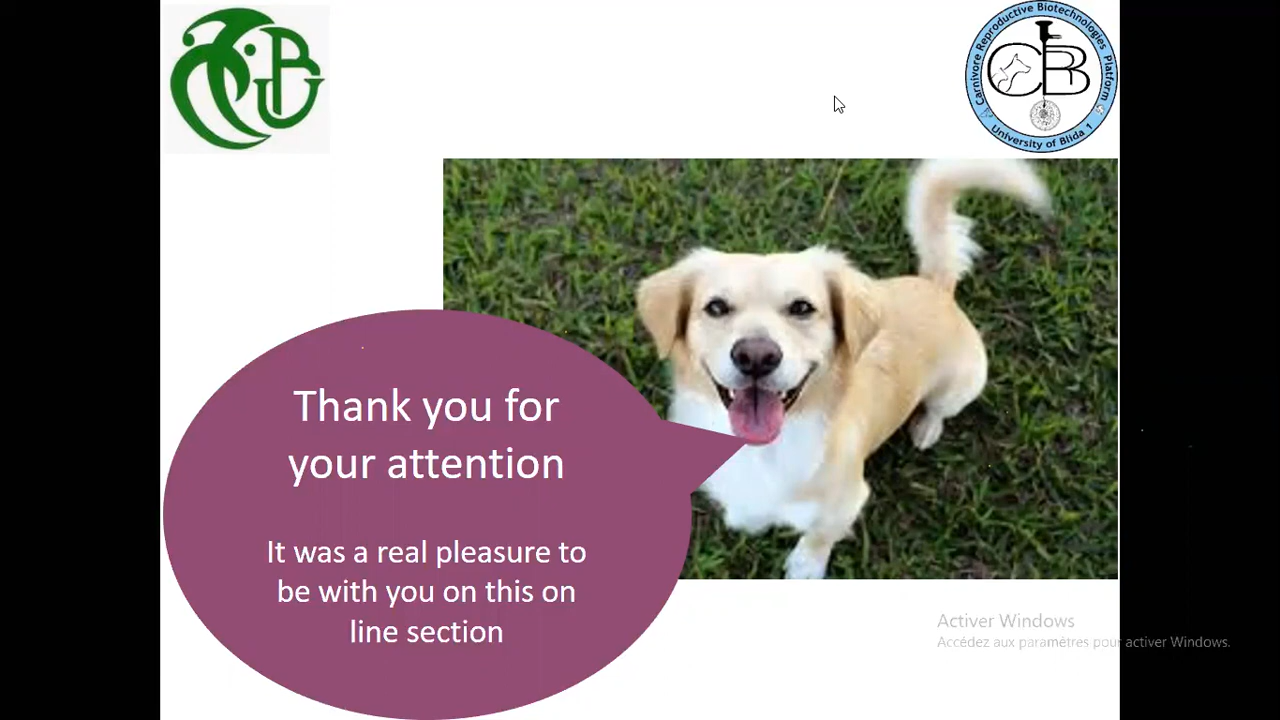 Carnivore Reproductive Biotechnologies Platform
CRB
University of Blida 1
Thank you for
your attention
It was a real pleasure to
be with you on this on
line section
Activer Windows
Accédez aux paramètres pour activer Windows.